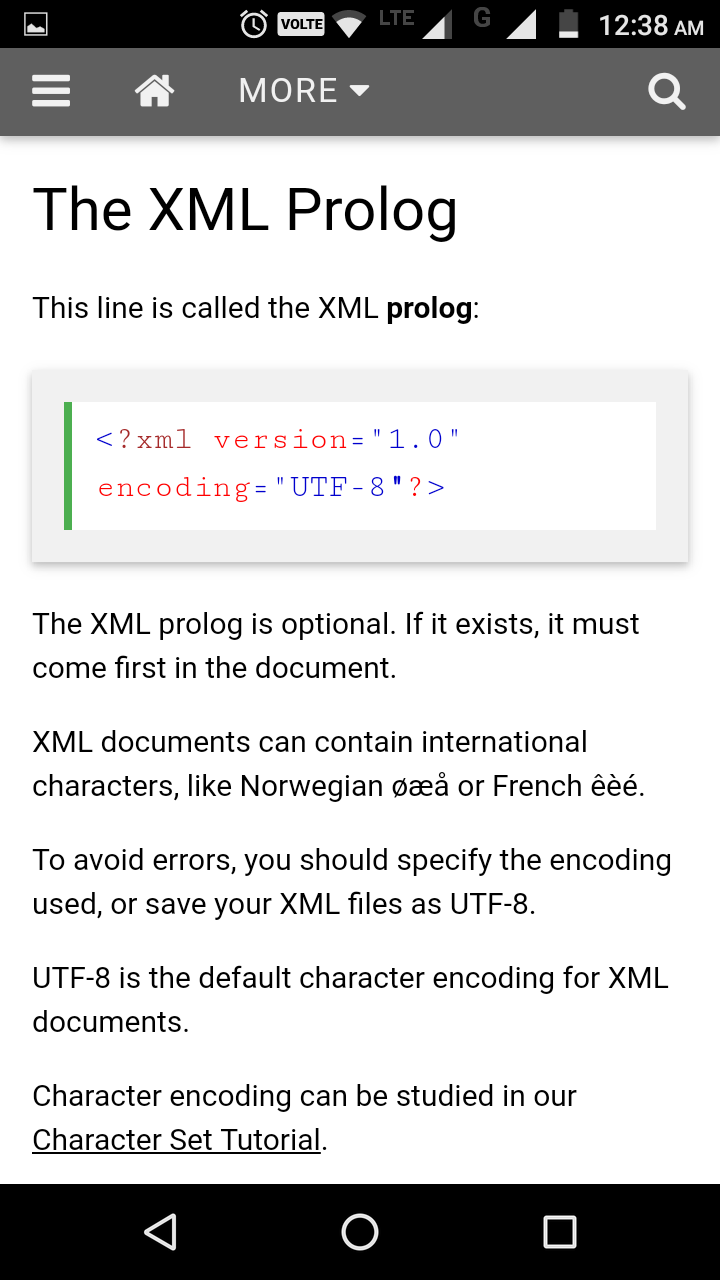 VOLTE LTE G 12:38 AM
MORE
The XML Prolog
This line is called the XML prolog:
<?xml version="1.0"
encoding="UTF-8"?>
The XML prolog is optional. If it exists, it must
come first in the document.
XML documents can contain international
characters, like Norwegian øæå or French êèé.
To avoid errors, you should specify the encoding
used, or save your XML files as UTF-8.
UTF-8 is the default character encoding for XML
documents.
Character encoding can be studied in our
Character Set Tutorial.